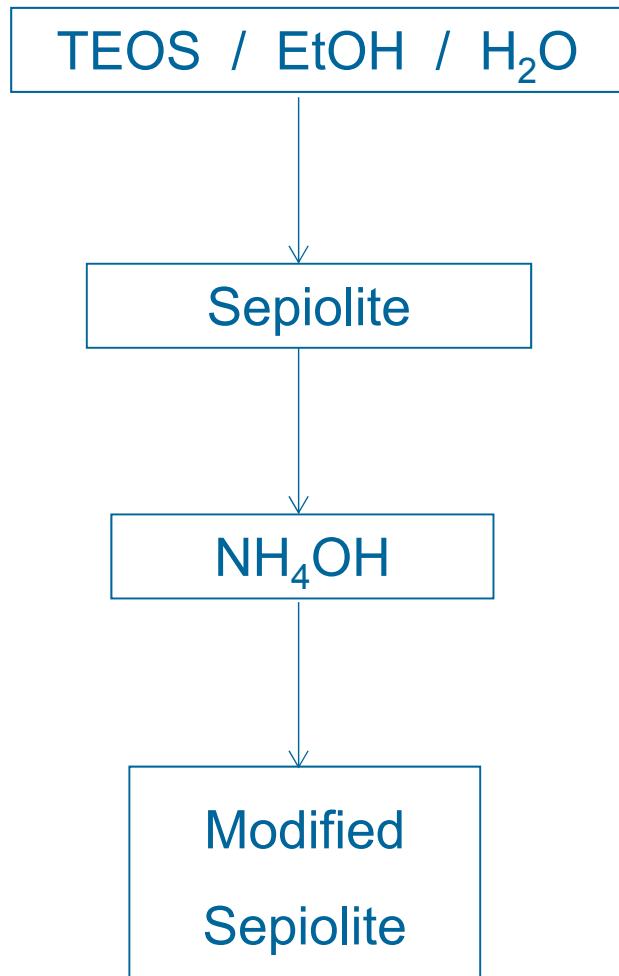 TEOS / EtOH / H₂O
Sepiolite
NH₄OH
Modified
Sepiolite